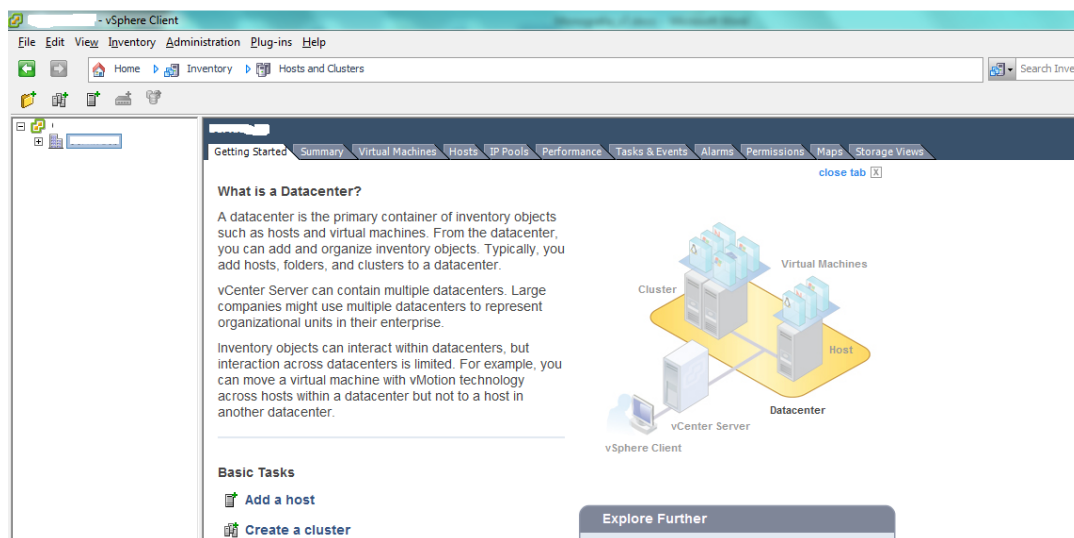 - vSphere Client
File Edit View Inventory Administration Plug-ins Help
Home Inventory Hosts and Clusters
Search Inve
Getting Started Summary Virtual Machines Hosts IP Pools Performance Tasks & Events Alarms Permissions Maps Storage Views
close tab X
What is a Datacenter?
A datacenter is the primary container of inventory objects
such as hosts and virtual machines. From the datacenter,
you can add and organize inventory objects. Typically, you
add hosts, folders, and clusters to a datacenter.
vCenter Server can contain multiple datacenters. Large
companies might use multiple datacenters to represent
organizational units in their enterprise.
Inventory objects can interact within datacenters, but
interaction across datacenters is limited. For example, you
can move a virtual machine with vMotion technology
across hosts within a datacenter but not to a host in
another datacenter.
Virtual Machines
Cluster
Host
Datacenter
vCenter Server
vSphere Client
Basic Tasks
Add a host
Create a cluster
Explore Further